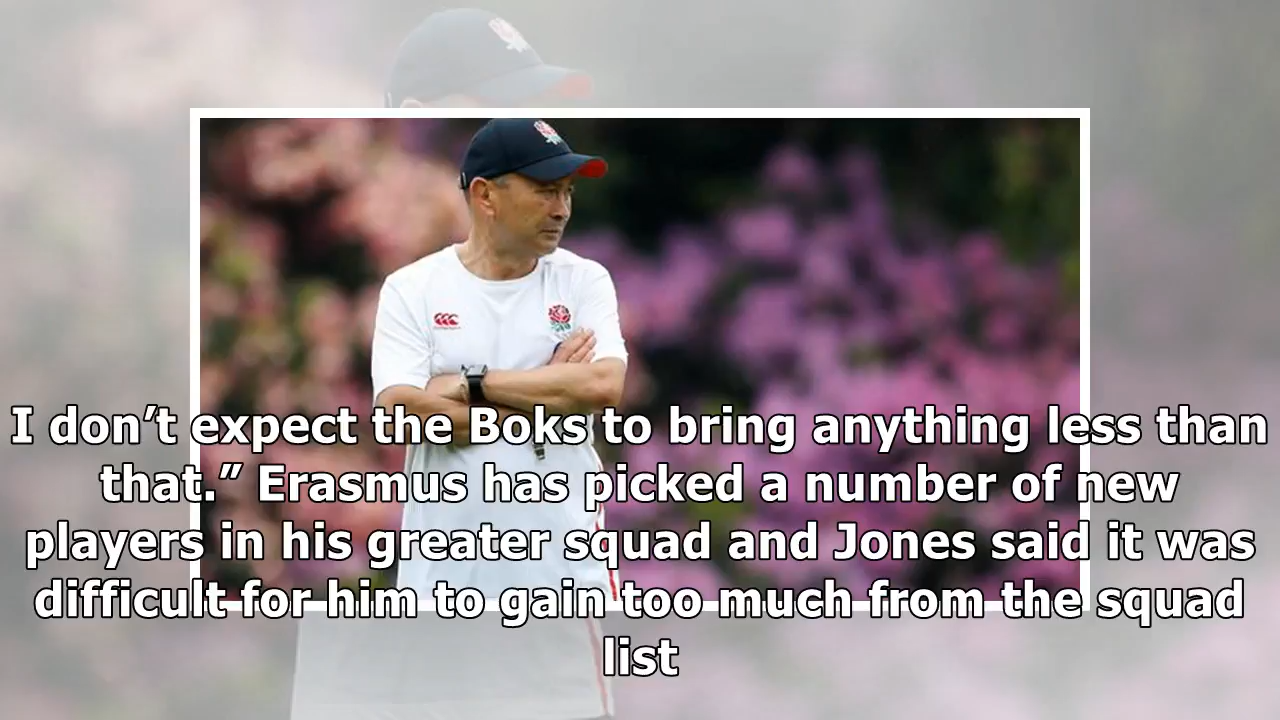 I don’t expect the Boks to bring anything less than
that.” Erasmus has picked a number of new
players in his greater squad and Jones said it was
difficult for him to gain too much from the squad
list